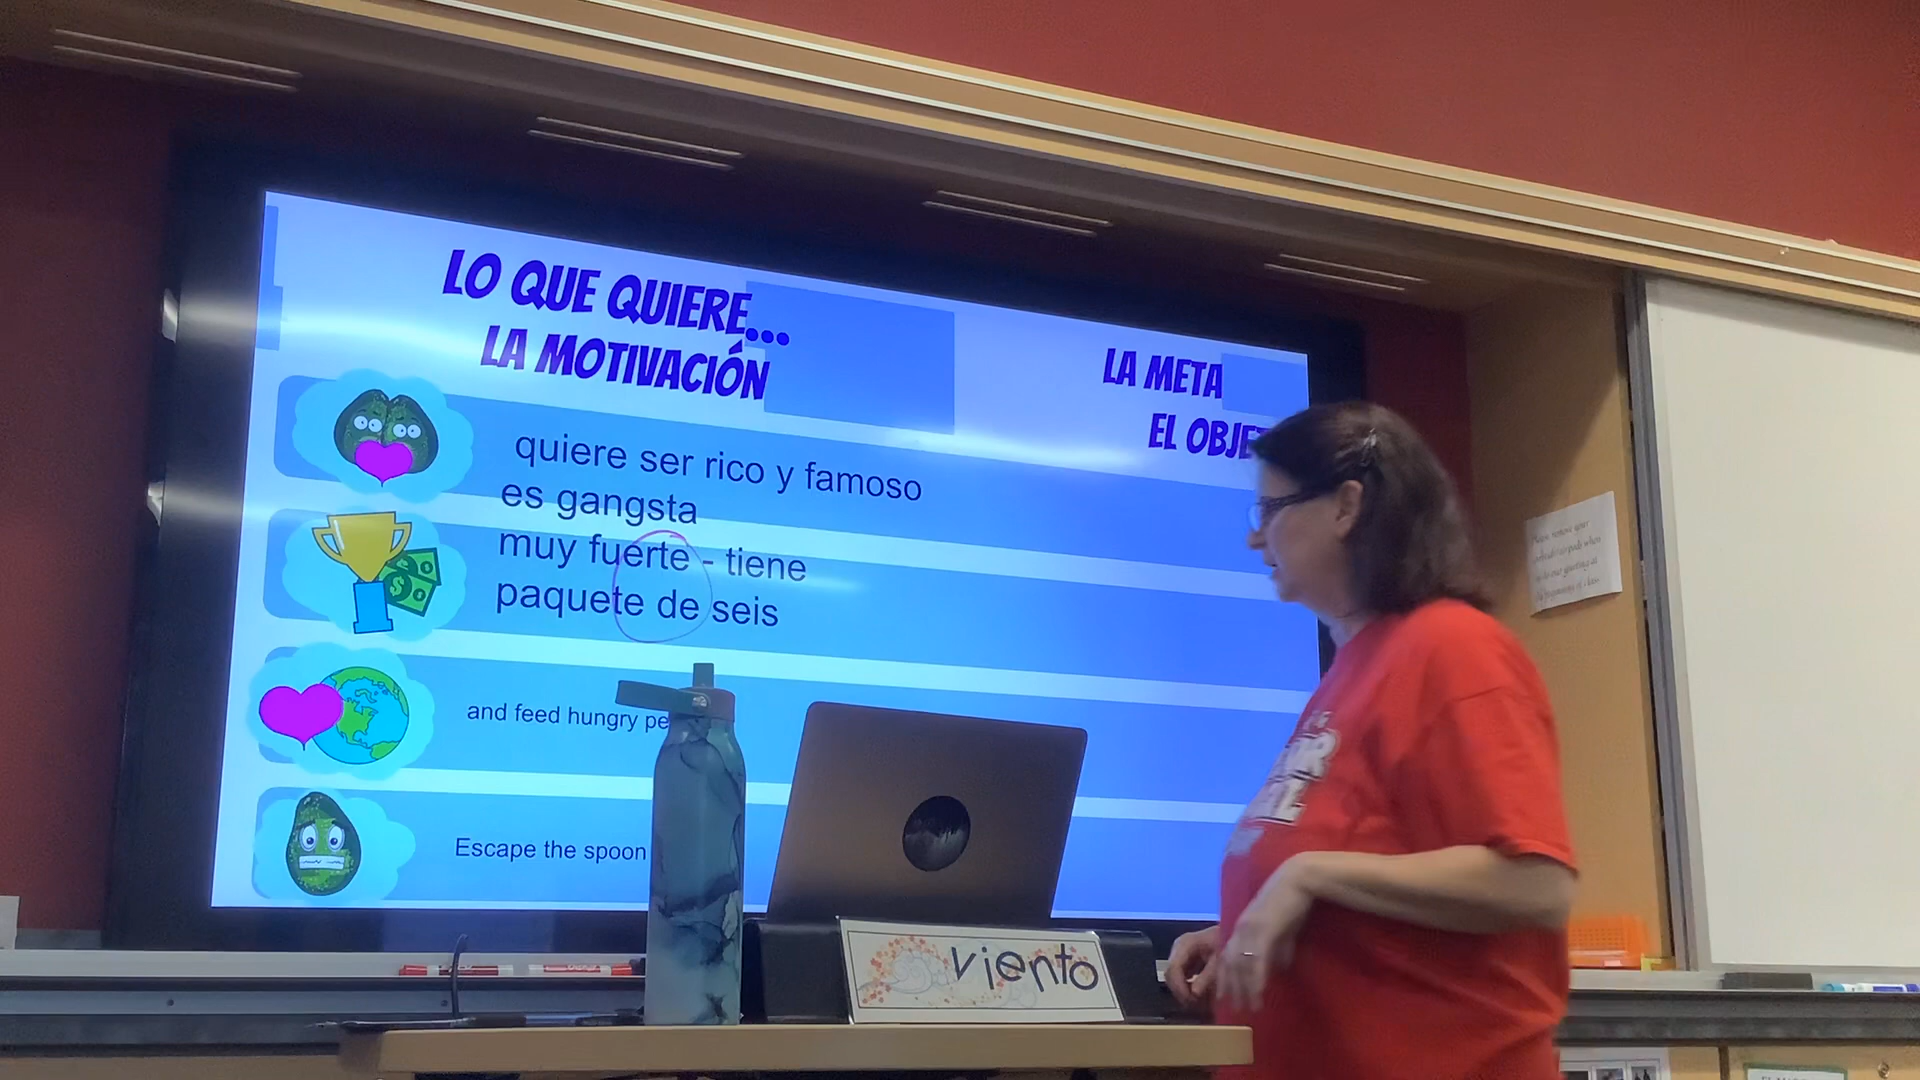 LO QUE QUIERE...
LA MOTIVACIÓN
LA META
EL OBJE
quiere ser rico y famoso
es gangsta
muy fuerte - tiene
paquete de seis
and feed hungry pe
Escape the spoon
viento